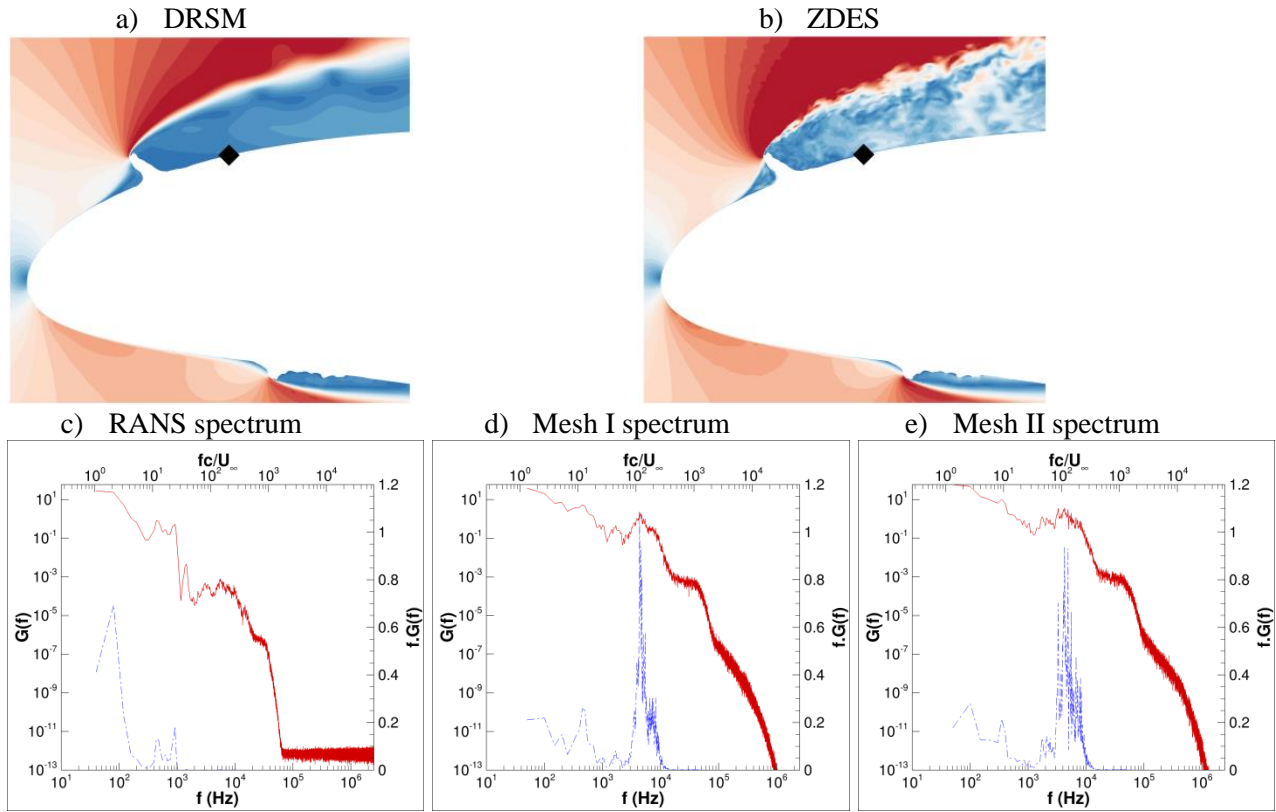 a) DRSM
b) ZDES
c) RANS spectrum
d) Mesh I spectrum
e) Mesh II spectrum
fc/U∞
10⁰ 10¹ 10² 10³ 10⁴
10¹ 10⁻¹ 10⁻³ 10⁻⁵ 10⁻⁷ 10⁻⁹ 10⁻¹¹ 10⁻¹³
G(f)
1.2 1 0.8 0.6 0.4 0.2 0
f.G(f)
10¹ 10² 10³ 10⁴ 10⁵ 10⁶
f (Hz)
fc/U∞
10⁰ 10¹ 10² 10³ 10⁴
10¹ 10⁻¹ 10⁻³ 10⁻⁵ 10⁻⁷ 10⁻⁹ 10⁻¹¹ 10⁻¹³
G(f)
1.2 1 0.8 0.6 0.4 0.2 0
f.G(f)
10¹ 10² 10³ 10⁴ 10⁵ 10⁶
f (Hz)
fc/U∞
10⁰ 10¹ 10² 10³ 10⁴
10¹ 10⁻¹ 10⁻³ 10⁻⁵ 10⁻⁷ 10⁻⁹ 10⁻¹¹ 10⁻¹³
G(f)
1.2 1 0.8 0.6 0.4 0.2 0
f.G(f)
10¹ 10² 10³ 10⁴ 10⁵ 10⁶
f (Hz)